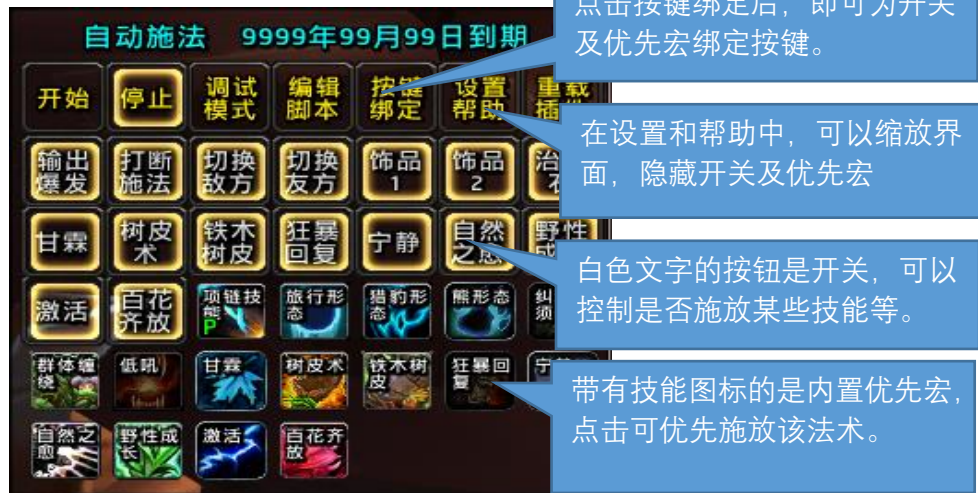 自动施法 9999年99月99日到期
点击按键绑定后，即可为开关
及优先宏绑定按键。
开始
停止
调试
模式
编辑
脚本
按键
绑定
设置
帮助
重载
在设置和帮助中，可以缩放界
面，隐藏开关及优先宏
输出
爆发
打断
施法
切换
敌方
切换
友方
饰品
1
饰品
2
治
甘霖
树皮
术
铁木
树皮
狂暴
回复
宁静
自然
之愈
野性
成
白色文字的按钮是开关，可以
控制是否施放某些技能等。
激活
百花
齐放
项链技
能
P
旅行形
态
猎豹形
态
熊形态
纠
须
群体缠
绕
低吼
甘霖
树皮术
铁木树
皮
狂暴回
复
带有技能图标的是内置优先宏，
点击可优先施放该法术。
自然之
愈
野性成
长
激活
百花齐
放